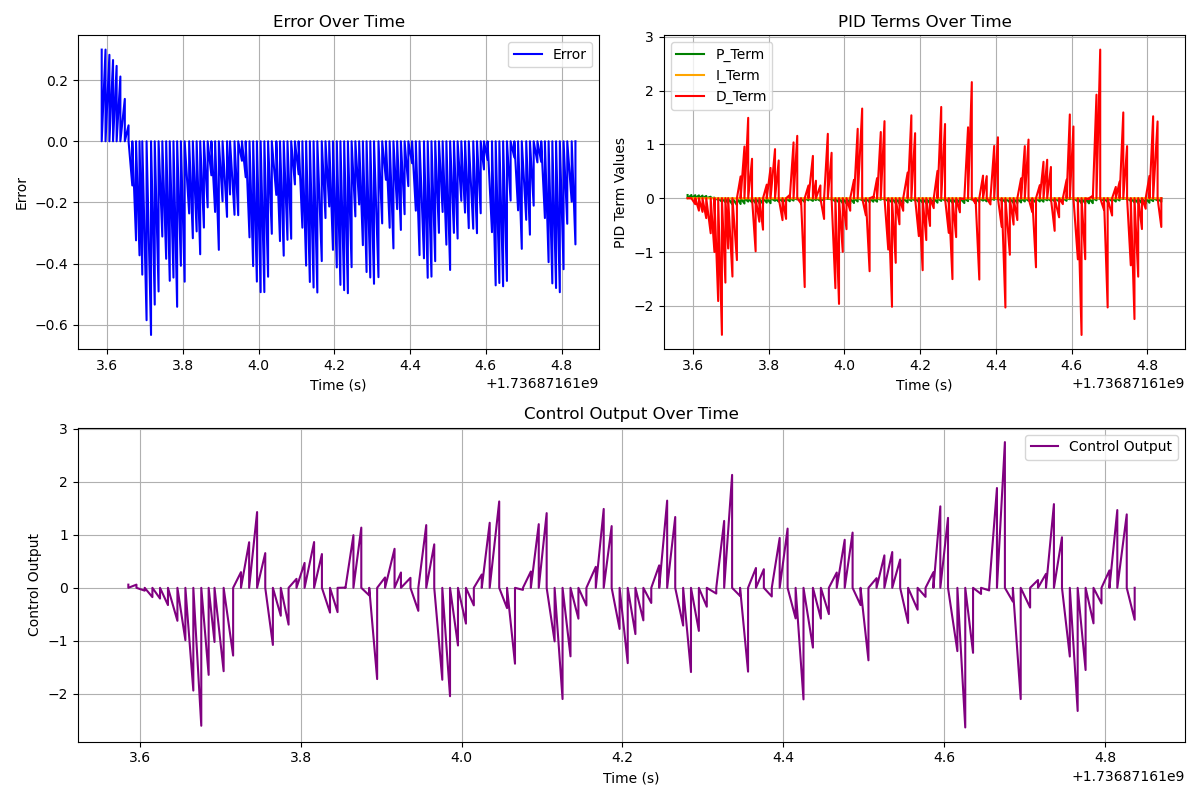 Error Over Time
Error
0.2
0.0
−0.2
−0.4
−0.6
Error
3.6 3.8 4.0 4.2 4.4 4.6 4.8
Time (s)
+1.73687161e9
PID Terms Over Time
P_Term
I_Term
D_Term
3
2
1
0
−1
−2
PID Term Values
3.6 3.8 4.0 4.2 4.4 4.6 4.8
Time (s)
+1.73687161e9
Control Output Over Time
Control Output
3
2
1
0
−1
−2
Control Output
3.6 3.8 4.0 4.2 4.4 4.6 4.8
Time (s)
+1.73687161e9